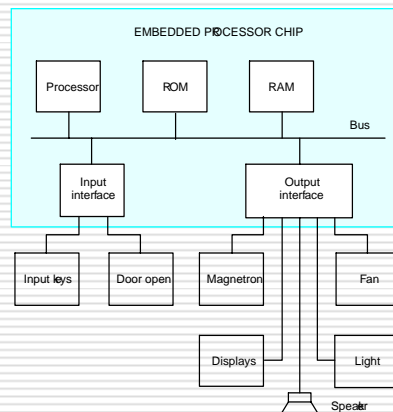 EMBEDDED PROCESSOR CHIP
Processor
ROM
RAM
Bus
Input
interface
Output
interface
Input keys
Door open
Magnetron
Fan
Displays
Light
Speaker